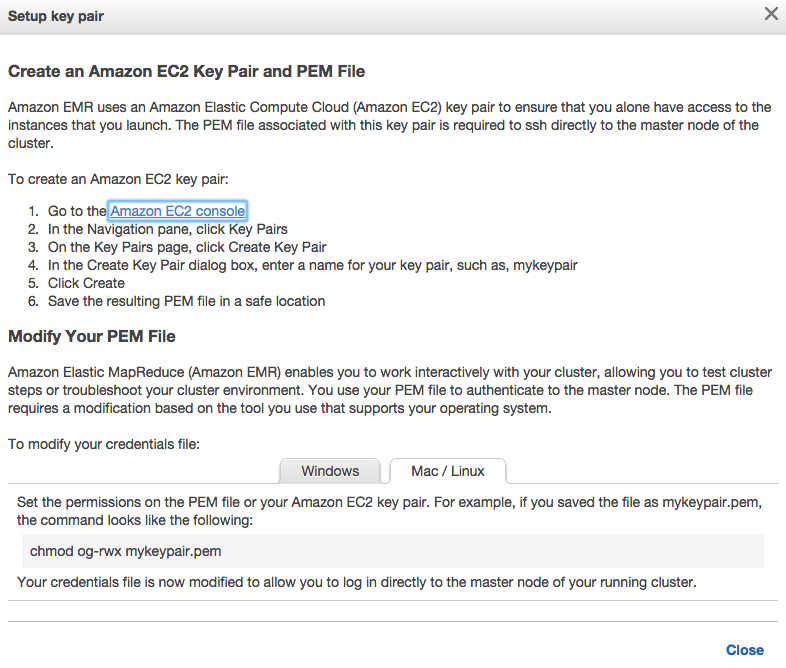 Setup key pair
Create an Amazon EC2 Key Pair and PEM File
Amazon EMR uses an Amazon Elastic Compute Cloud (Amazon EC2) key pair to ensure that you alone have access to the
instances that you launch. The PEM file associated with this key pair is required to ssh directly to the master node of the
cluster.
To create an Amazon EC2 key pair:
1. Go to the Amazon EC2 console
2. In the Navigation pane, click Key Pairs
3. On the Key Pairs page, click Create Key Pair
4. In the Create Key Pair dialog box, enter a name for your key pair, such as, mykeypair
5. Click Create
6. Save the resulting PEM file in a safe location
Modify Your PEM File
Amazon Elastic MapReduce (Amazon EMR) enables you to work interactively with your cluster, allowing you to test cluster
steps or troubleshoot your cluster environment. You use your PEM file to authenticate to the master node. The PEM file
requires a modification based on the tool you use that supports your operating system.
To modify your credentials file:
Windows Mac / Linux
Set the permissions on the PEM file or your Amazon EC2 key pair. For example, if you saved the file as mykeypair.pem,
the command looks like the following:
chmod og-rwx mykeypair.pem
Your credentials file is now modified to allow you to log in directly to the master node of your running cluster.
Close